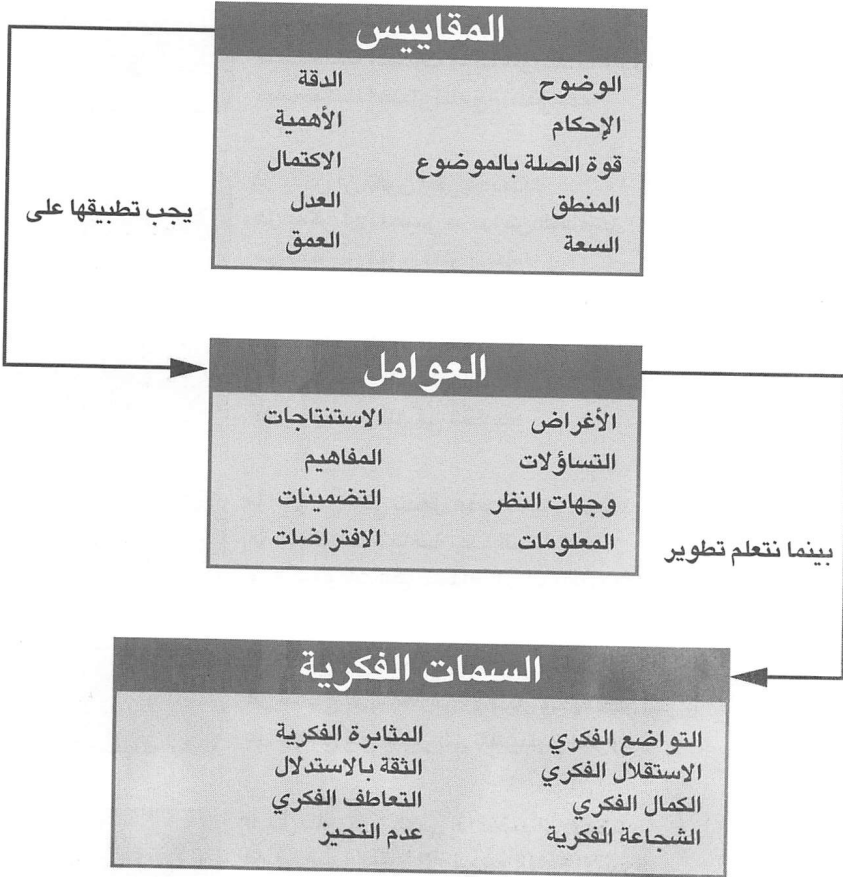 المقاييس
الوضوح الدقة
الإحكام الأهمية
قوة الصلة بالموضوع الاكتمال
المنطق العدل
السعة العمق
يجب تطبيقها على
العوامل
الأغراض الاستنتاجات
التساؤلات المفاهيم
وجهات النظر التضمينات
المعلومات الافتراضات
بينما نتعلم تطوير
السمات الفكرية
التواضع الفكري المثابرة الفكرية
الاستقلال الفكري الثقة بالاستدلال
الكمال الفكري التعاطف الفكري
الشجاعة الفكرية عدم التحيز